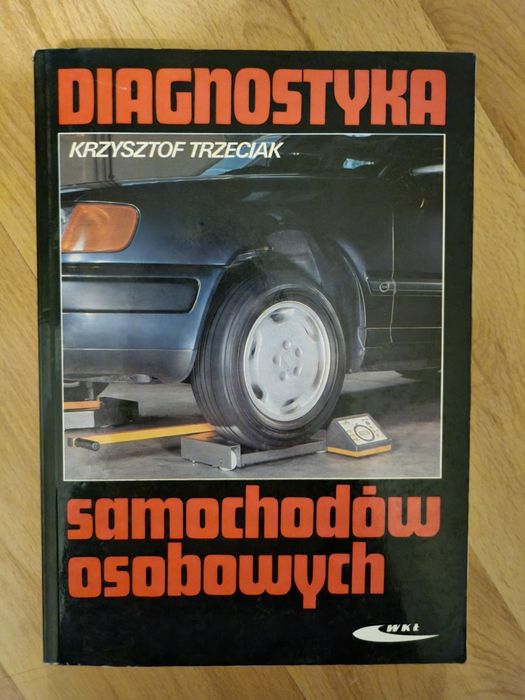 DIAGNOSTYKA
KRZYSZTOF TRZECIAK
samochodów
osobowych
WKŁ